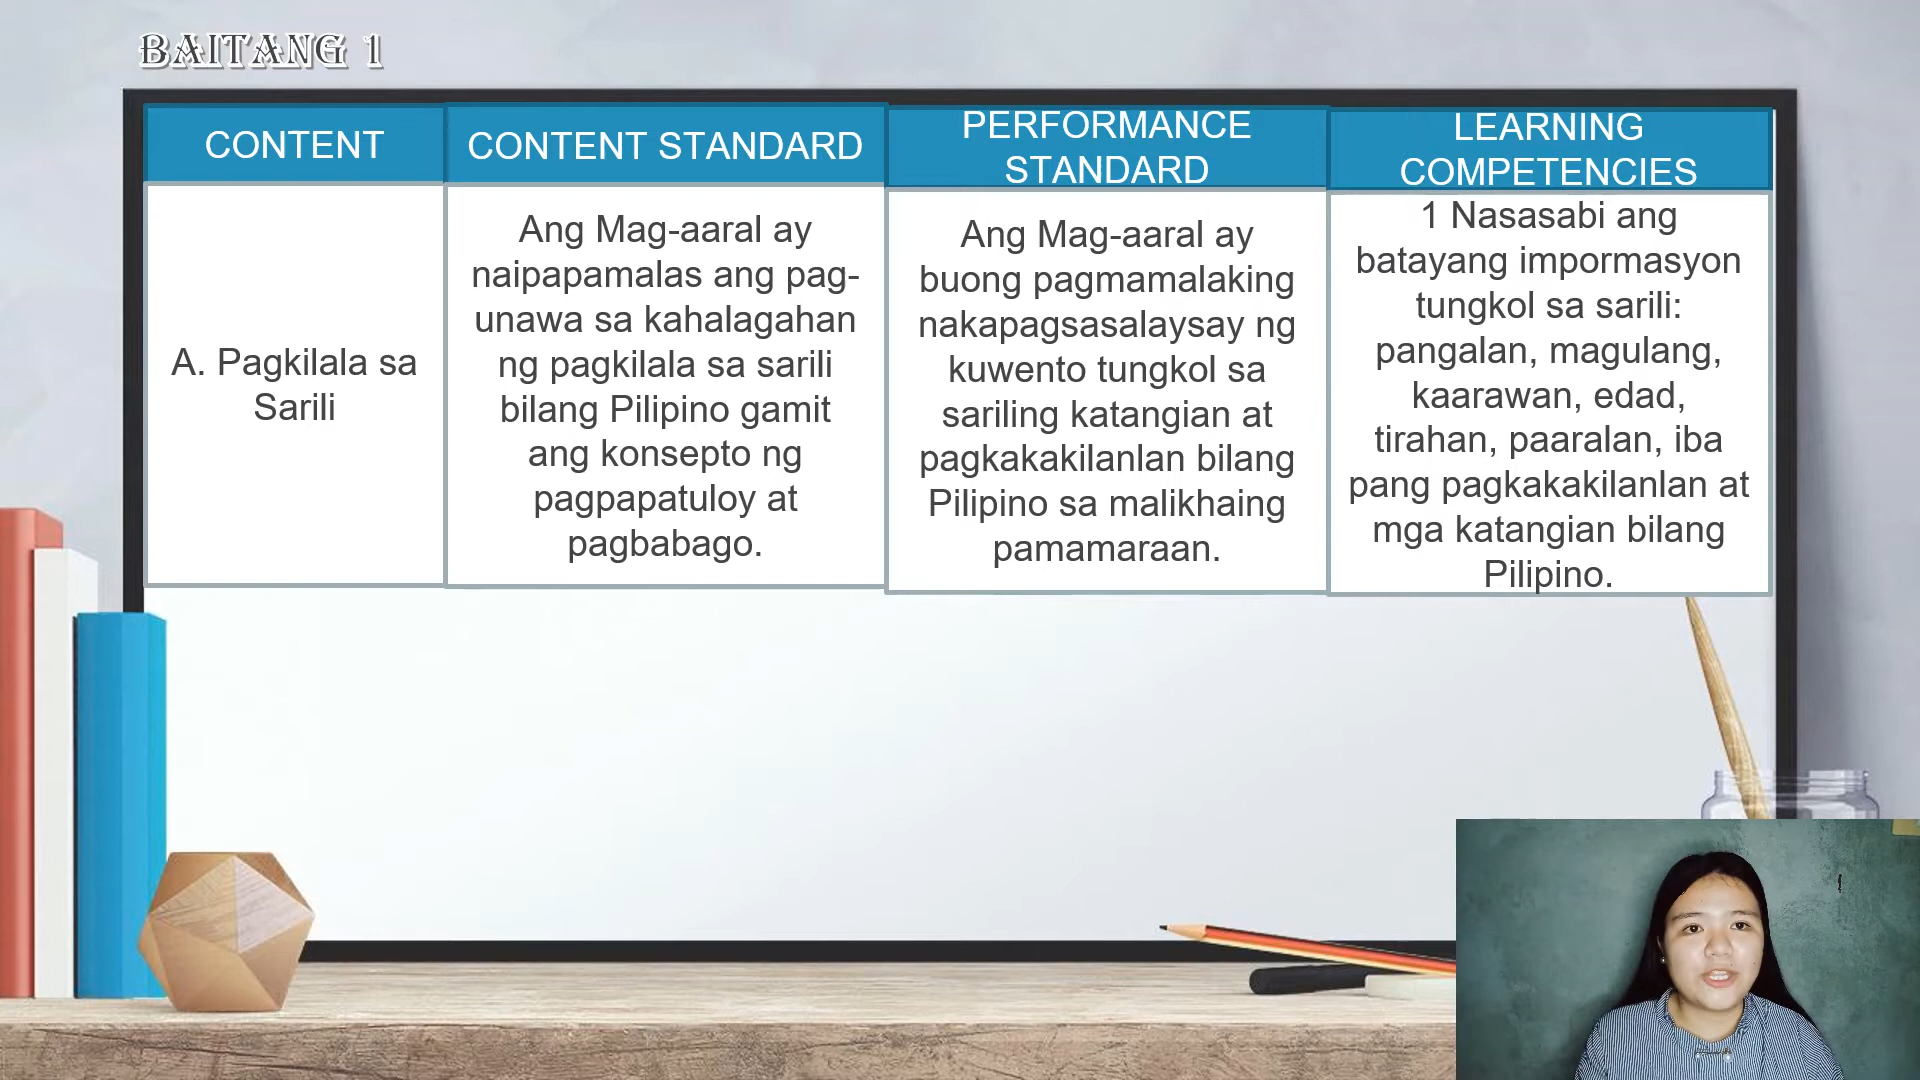 BAITANG 1
CONTENT
CONTENT STANDARD
PERFORMANCE
STANDARD
LEARNING
COMPETENCIES
A. Pagkilala sa
Sarili
Ang Mag-aaral ay
naipapamalas ang pag-
unawa sa kahalagahan
ng pagkilala sa sarili
bilang Pilipino gamit
ang konsepto ng
pagpapatuloy at
pagbabago.
Ang Mag-aaral ay
buong pagmamalaking
nakapagsasalaysay ng
kuwento tungkol sa
sariling katangian at
pagkakakilanlan bilang
Pilipino sa malikhaing
pamamaraan.
1 Nasasabi ang
batayang impormasyon
tungkol sa sarili:
pangalan, magulang,
kaarawan, edad,
tirahan, paaralan, iba
pang pagkakakilanlan at
mga katangian bilang
Pilipino.